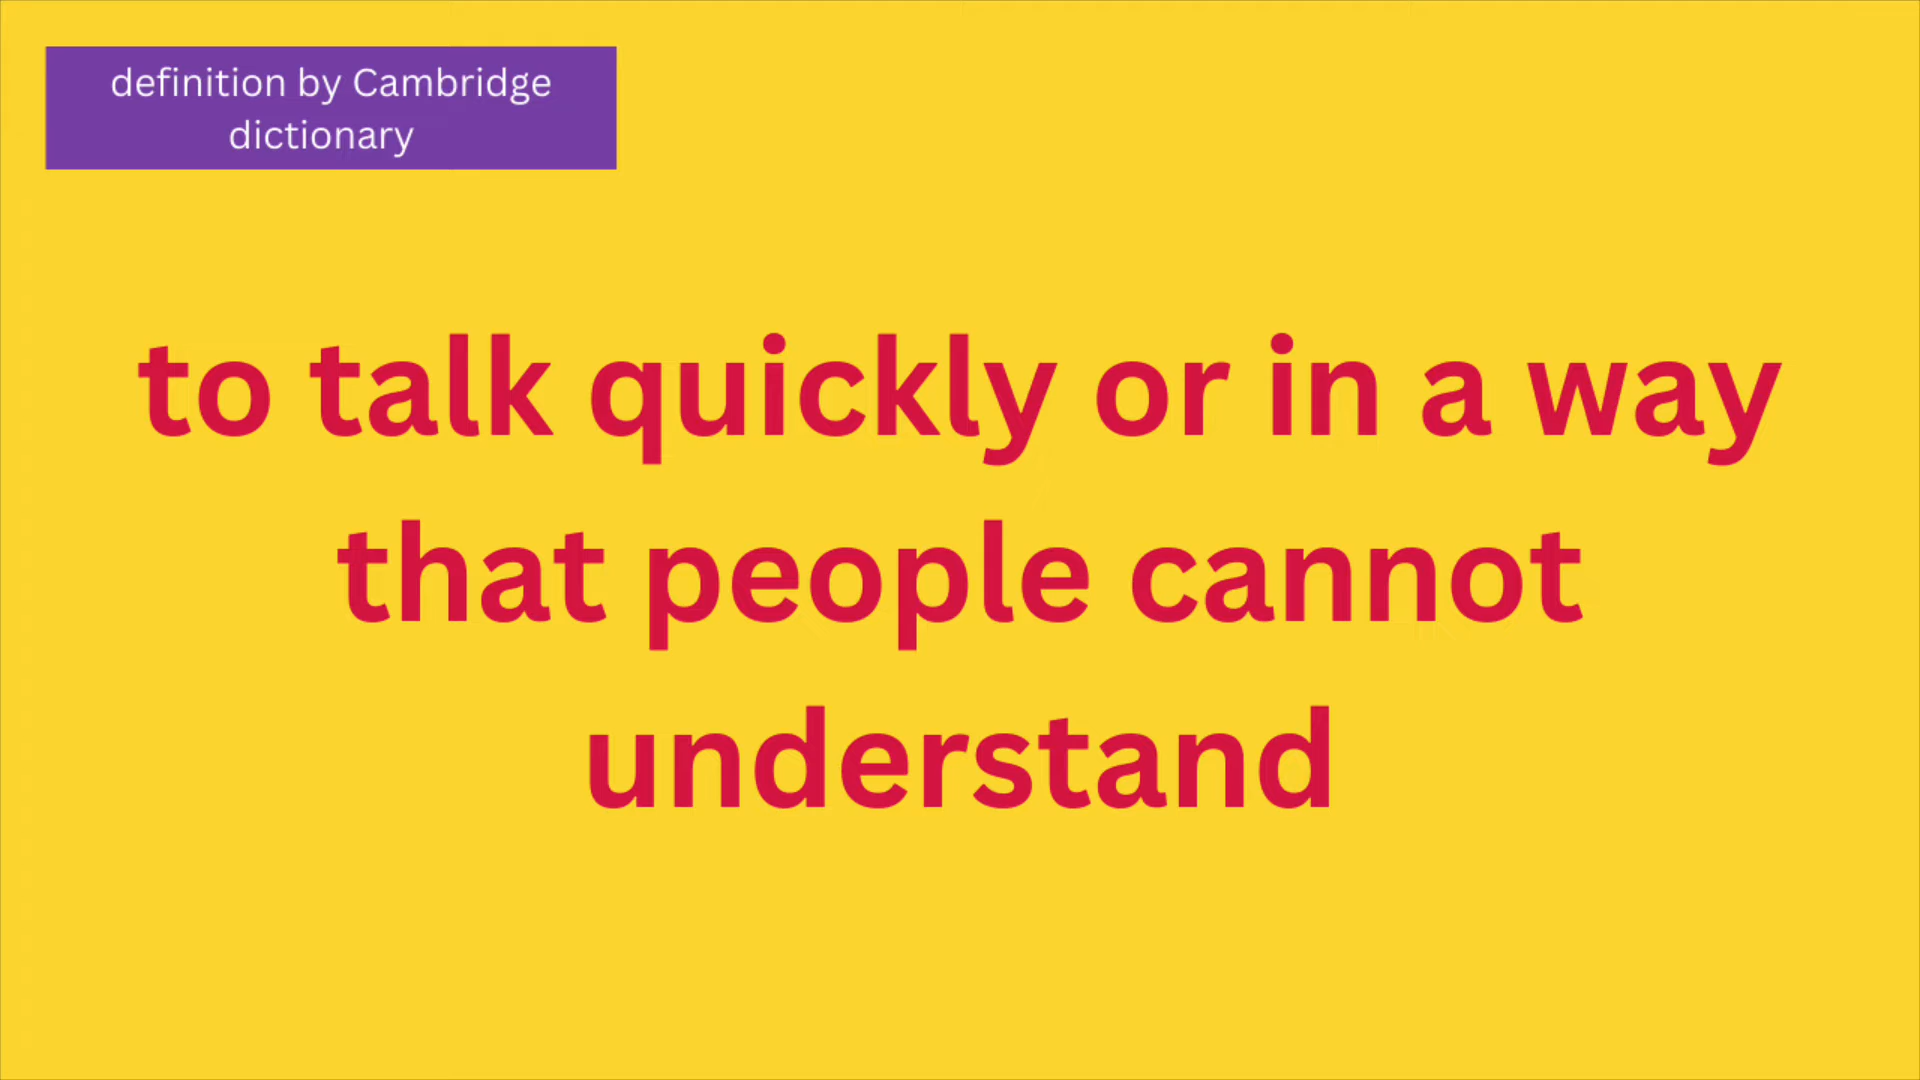 definition by Cambridge
dictionary
to talk quickly or in a way
that people cannot
understand